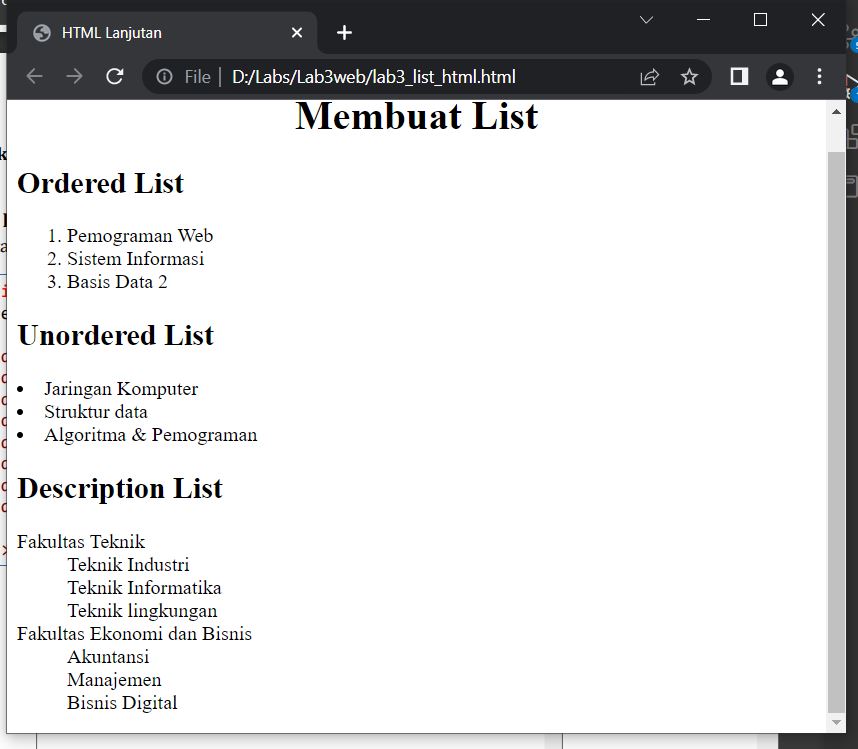 HTML Lanjutan
File | D:/Labs/Lab3web/lab3_list_html.html
Membuat List
Ordered List
1. Pemograman Web
2. Sistem Informasi
3. Basis Data 2
Unordered List
• Jaringan Komputer
• Struktur data
• Algoritma & Pemograman
Description List
Fakultas Teknik
Teknik Industri
Teknik Informatika
Teknik lingkungan
Fakultas Ekonomi dan Bisnis
Akuntansi
Manajemen
Bisnis Digital